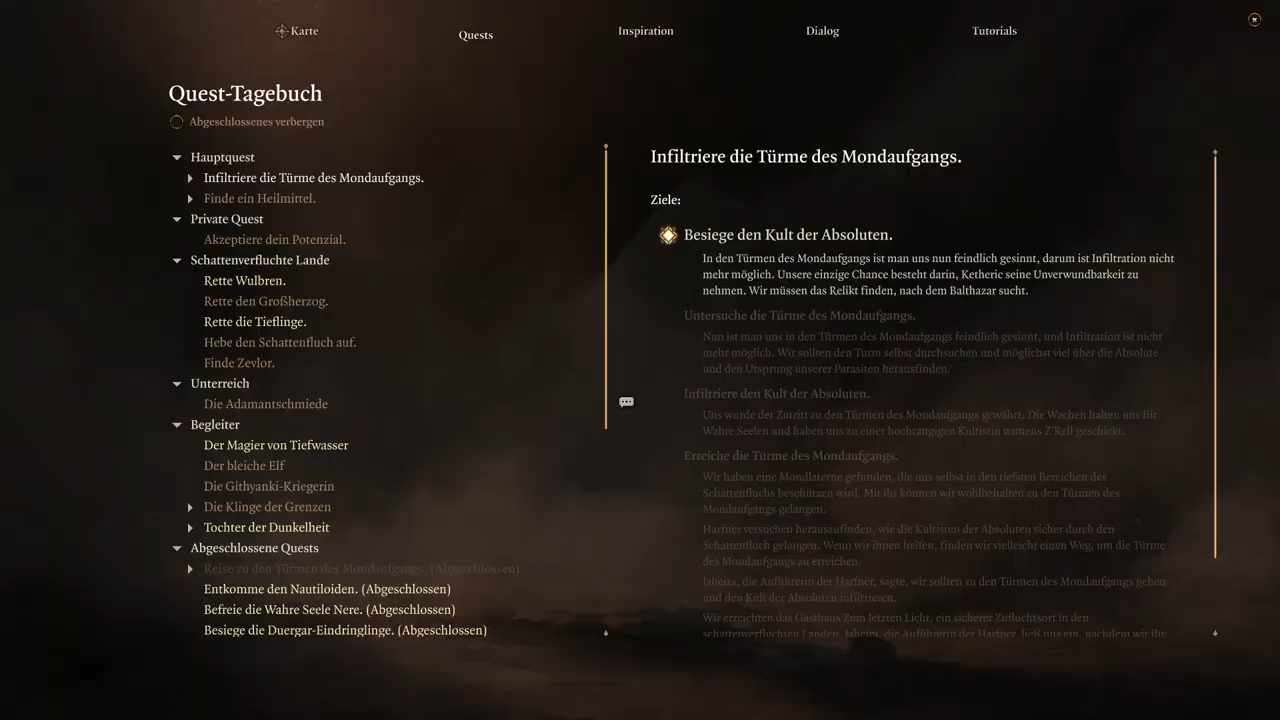 Karte
Quests
Inspiration
Dialog
Tutorials
Quest-Tagebuch
Abgeschlossenes verbergen
Hauptquest
Infiltriere die Türme des Mondaufgangs.
Finde ein Heilmittel.
Private Quest
Akzeptiere dein Potenzial.
Schattenverfluchte Lande
Rette Wulbren.
Rette den Großherzog.
Rette die Tieflinge.
Hebe den Schattenfluch auf.
Finde Zevlor.
Unterreich
Die Adamantschmiede
Begleiter
Der Magier von Tiefwasser
Der bleiche Elf
Die Githyanki-Kriegerin
Die Klinge der Grenzen
Tochter der Dunkelheit
Abgeschlossene Quests
Reise zu den Türmen des Mondaufgangs. (Abgeschlossen)
Entkomme den Nautiloiden. (Abgeschlossen)
Befreie die Wahre Seele Nere. (Abgeschlossen)
Besiege die Duergar-Eindringlinge. (Abgeschlossen)
Infiltriere die Türme des Mondaufgangs.
Ziele:
Besiege den Kult der Absoluten.
In den Türmen des Mondaufgangs ist man uns nun feindlich gesinnt, darum ist Infiltration nicht
mehr möglich. Unsere einzige Chance besteht darin, Ketheric seine Unverwundbarkeit zu
nehmen. Wir müssen das Relikt finden, nach dem Balthazar sucht.
Untersuche die Türme des Mondaufgangs.
Nun ist man uns in den Türmen des Mondaufgangs feindlich gesinnt, und Infiltration ist nicht
mehr möglich. Wir sollten den Turm selbst durchsuchen und möglichst viel über die Absolute
und den Ursprung unserer Parasiten herausfinden.
Infiltriere den Kult der Absoluten.
Uns wurde der Zutritt zu den Türmen des Mondaufgangs gewährt. Die Wachen halten uns für
Wahre Seelen und haben uns zu einer hochrangigen Kultistin namens Z'Rell geschickt.
Erreiche die Türme des Mondaufgangs.
Wir haben eine Mondlaterne gefunden, die uns selbst in den tiefsten Bereichen des
Schattenfluchs beschützen wird. Mit ihr können wir wohlbehalten zu den Türmen des
Mondaufgangs gelangen.
Harfner versuchen herauszufinden, wie die Kultisten der Absoluten sicher durch den
Schattenfluch gelangen. Wenn wir ihnen helfen, finden wir vielleicht einen Weg, um die Türme
des Mondaufgangs zu erreichen.
Jaheira, die Anführerin der Harfner, sagte, wir sollten zu den Türmen des Mondaufgangs gehen
und den Kult der Absoluten infiltrieren.
Wir erreichten das Gasthaus Zum letzten Licht, ein sicherer Zufluchtsort in den
schattenverfluchten Landen. Jaheira, die Anführerin der Harfner, ließ uns ein, nachdem wir ihr